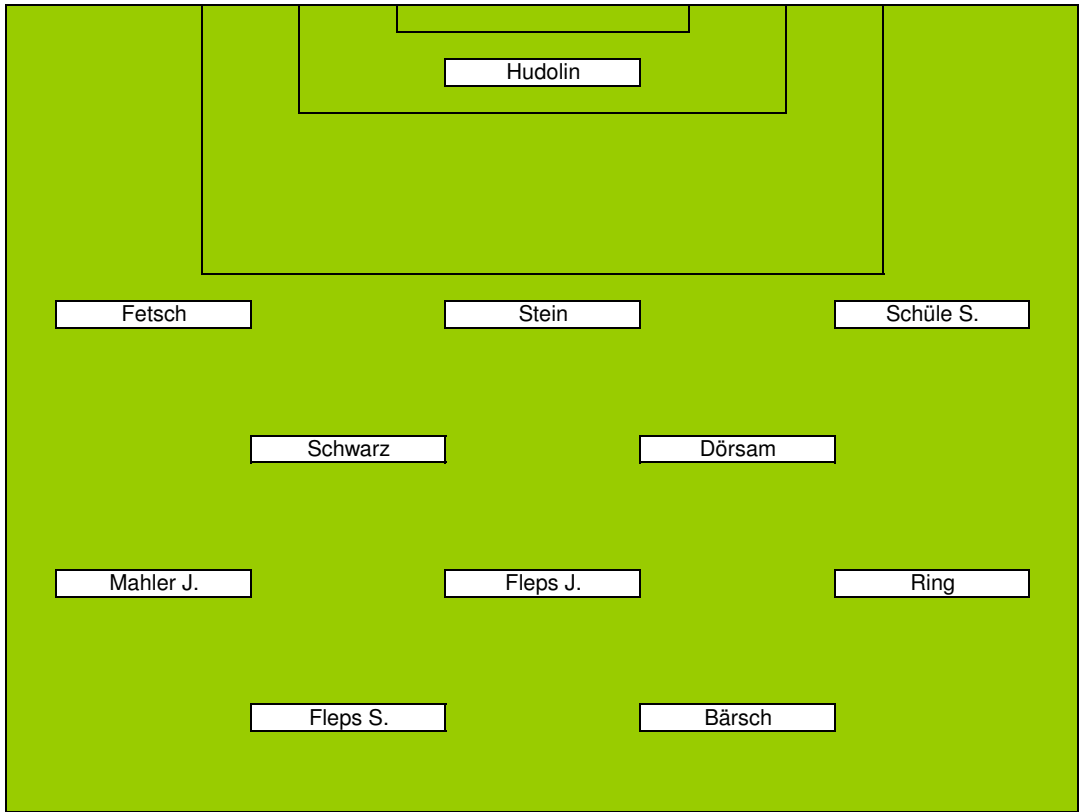 Hudolin
Fetsch Stein Schüle S.
Schwarz Dörsam
Mahler J. Fleps J. Ring
Fleps S. Bärsch